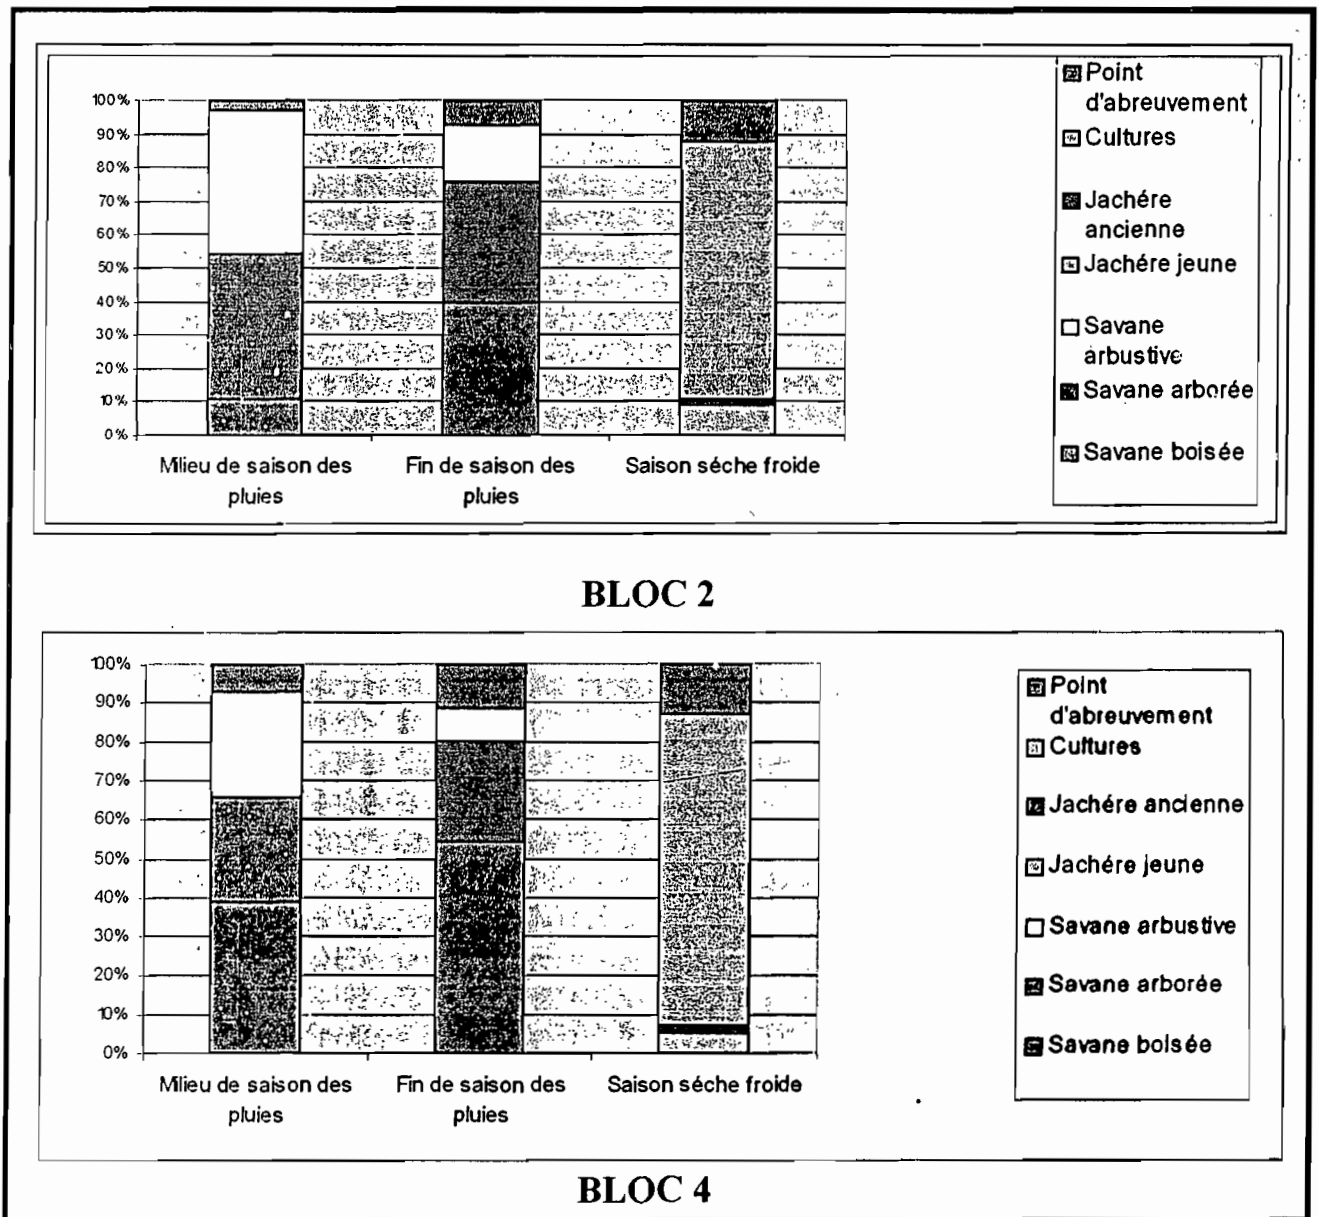 100%
90%
80%
70%
60%
50%
40%
30%
20%
10%
0%
Milieu de saison des
pluies
Fin de saison des
pluies
Saison séche froide
Point
d'abreuvement
Cultures
Jachére
ancienne
Jachére jeune
Savane
arbustive
Savane arborée
Savane boisée
BLOC 2
100%
90%
80%
70%
60%
50%
40%
30%
20%
10%
0%
Milieu de saison des
pluies
Fin de saison des
pluies
Saison séche froide
Point
d'abreuvement
Cultures
Jachére ancienne
Jachére jeune
Savane arbustive
Savane arborée
Savane boisée
BLOC 4